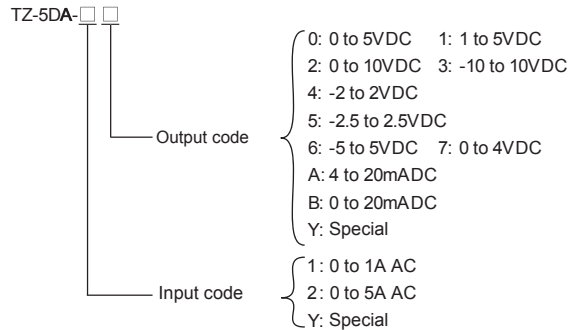 TZ-5DA-□ □
0: 0 to 5VDC 1: 1 to 5VDC
2: 0 to 10VDC 3: -10 to 10VDC
4: -2 to 2VDC
5: -2.5 to 2.5VDC
Output code
6: -5 to 5VDC 7: 0 to 4VDC
A: 4 to 20mADC
B: 0 to 20mADC
Y: Special
1: 0 to 1A AC
Input code
2: 0 to 5A AC
Y: Special